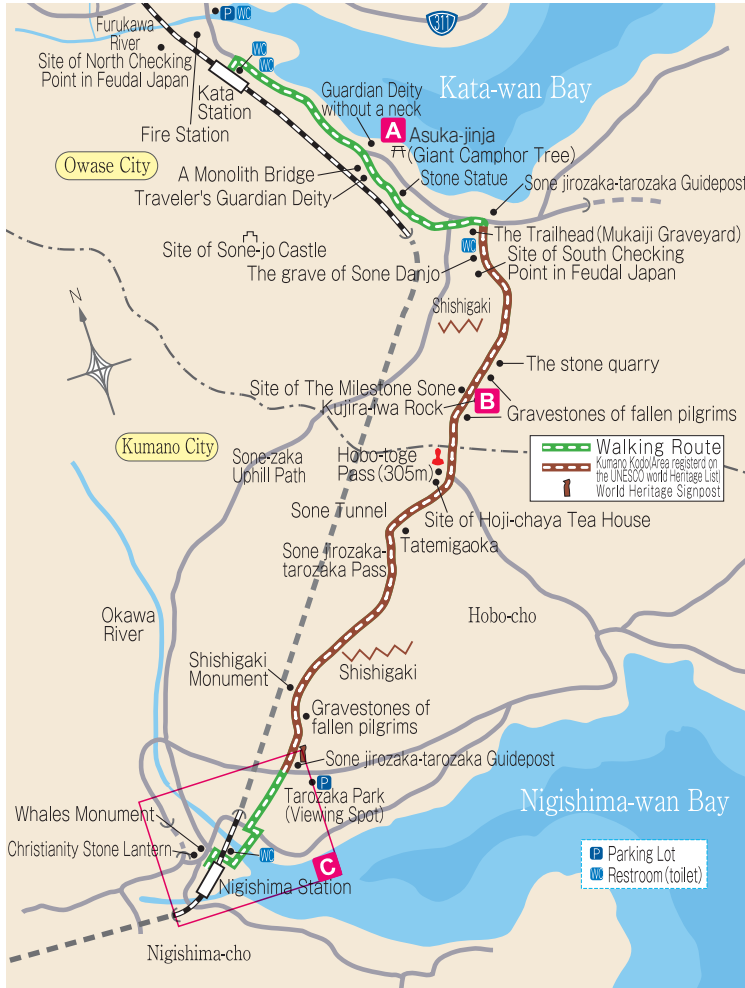 P WC
311
Furukawa
River
Site of North Checking
Point in Feudal Japan
WC
WC
Kata
Station
Fire Station
Kata-wan Bay
Guardian Deity
without a neck
A
Asuka-jinja
(Giant Camphor Tree)
Owase City
A Monolith Bridge
Traveler's Guardian Deity
Stone Statue
Sone jirozaka-tarozaka Guidepost
Site of Sone-jo Castle
The Trailhead (Mukaiji Graveyard)
WC
The grave of Sone Danjo
Site of South Checking
Point in Feudal Japan
N
Shishigaki
The stone quarry
Site of The Milestone Sone
Kujira-iwa Rock
B
Gravestones of fallen pilgrims
Kumano City
Sone-zaka
Uphill Path
Hobo-toge
Pass (305m)
Walking Route
Kumano Kodo(Area registerd on
the UNESCO world Heritage List)
World Heritage Signpost
Sone Tunnel
Site of Hoji-chaya Tea House
Tatemigaoka
Sone jirozaka-
tarozaka Pass
Okawa
River
Hobo-cho
Shishigaki
Monument
Shishigaki
Gravestones of
fallen pilgrims
Sone jirozaka-tarozaka Guidepost
P
Tarozaka Park
(Viewing Spot)
Nigishima-wan Bay
Whales Monument
Christianity Stone Lantern
WC
C
Nigishima Station
P Parking Lot
WC Restroom (toilet)
Nigishima-cho